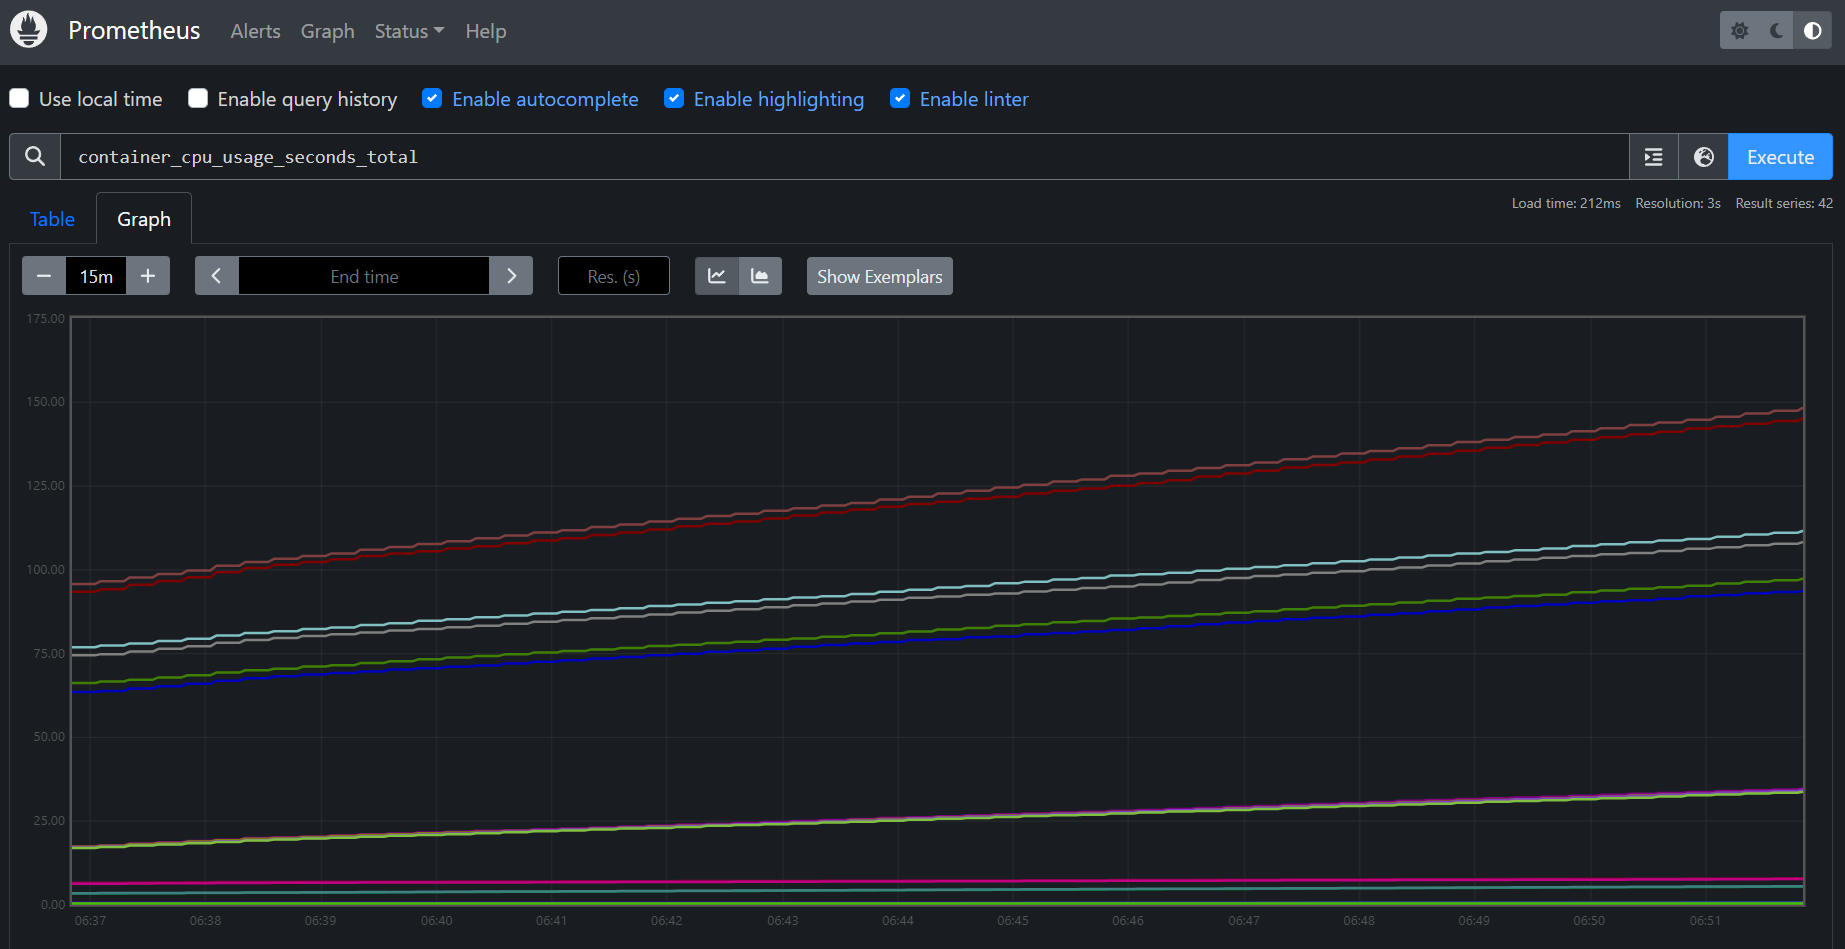 Prometheus Alerts Graph Status Help
Use local time Enable query history Enable autocomplete Enable highlighting Enable linter
container_cpu_usage_seconds_total Execute
Table Graph Load time: 212ms Resolution: 3s Result series: 42
15m End time Res. (s) Show Exemplars
175.00
150.00
125.00
100.00
75.00
50.00
25.00
0.00
06:37 06:38 06:39 06:40 06:41 06:42 06:43 06:44 06:45 06:46 06:47 06:48 06:49 06:50 06:51